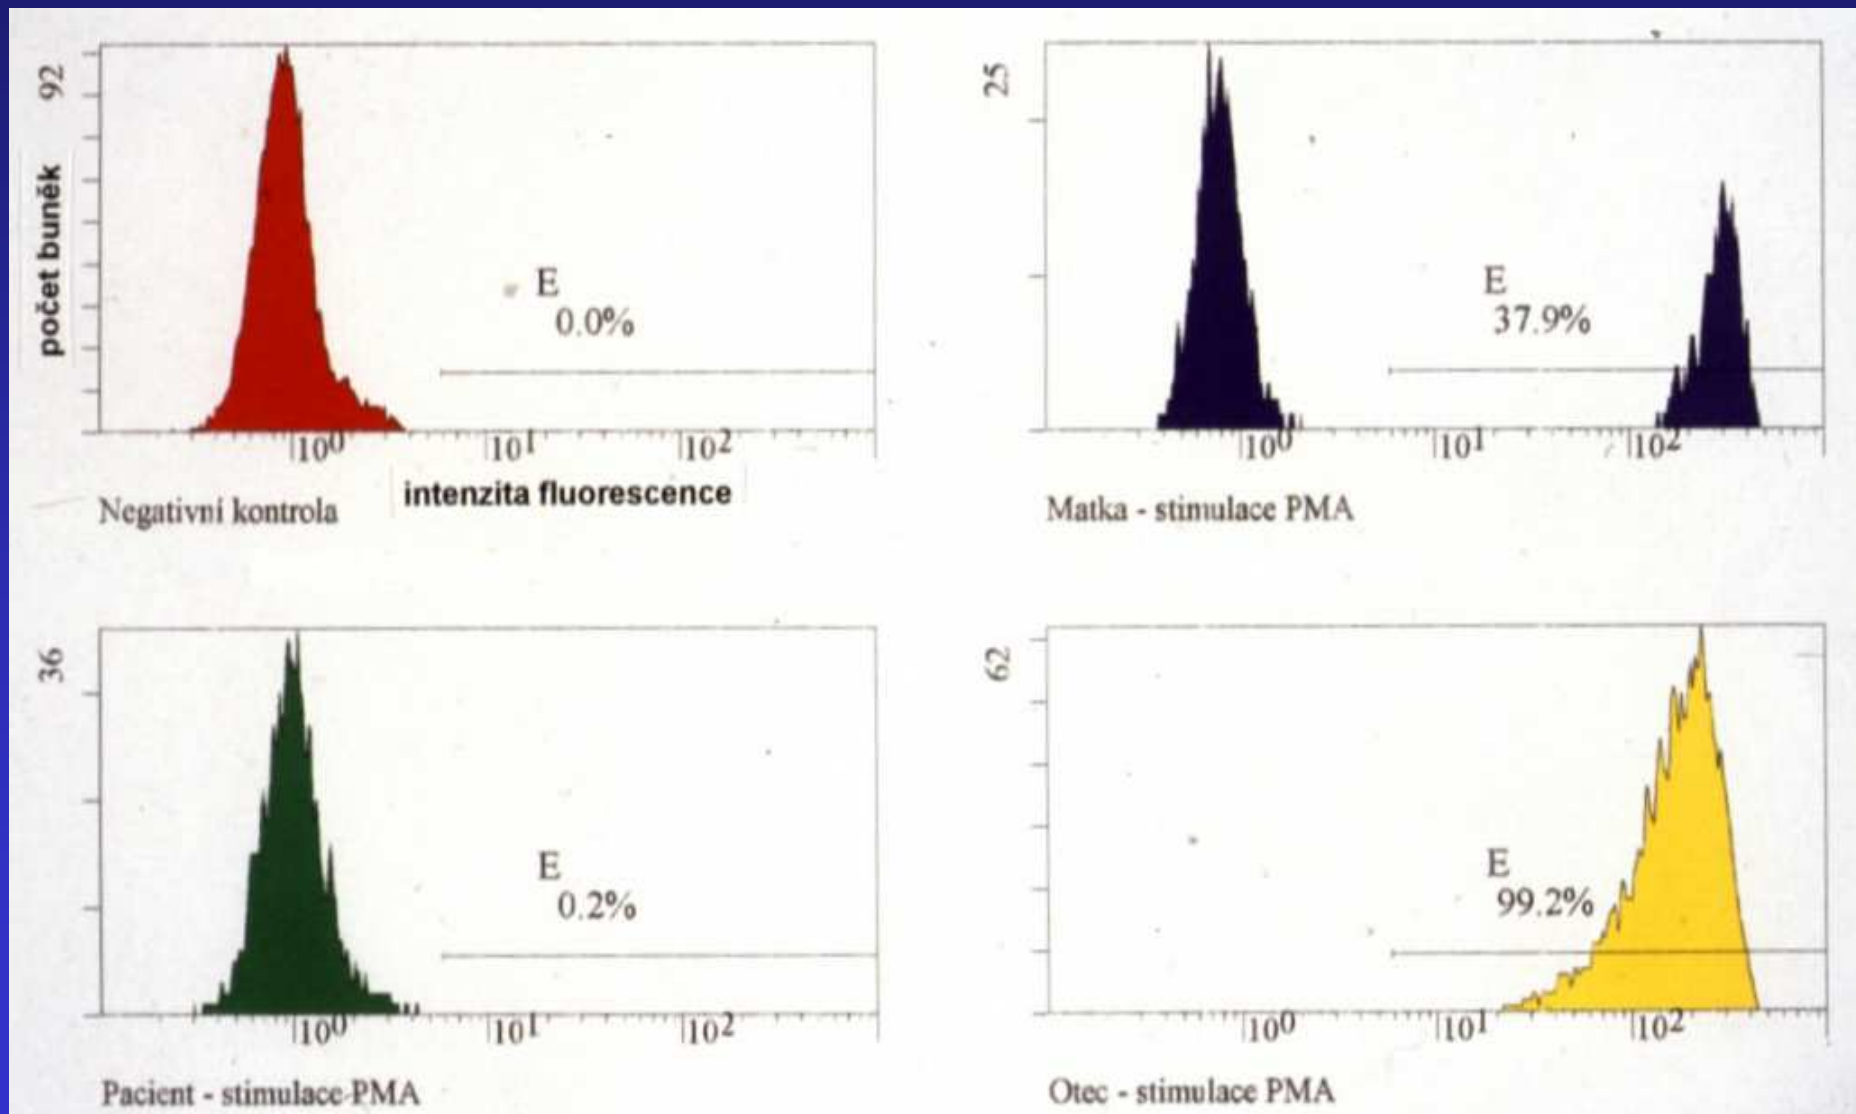 92
počet buněk
E
0.0%
10⁰
10¹
10²
intenzita fluorescence
Negativní kontrola
25
E
37.9%
10⁰
10¹
10²
Matka - stimulace PMA
36
E
0.2%
10⁰
10¹
10²
Pacient - stimulace PMA
62
E
99.2%
10⁰
10¹
10²
Otec - stimulace PMA